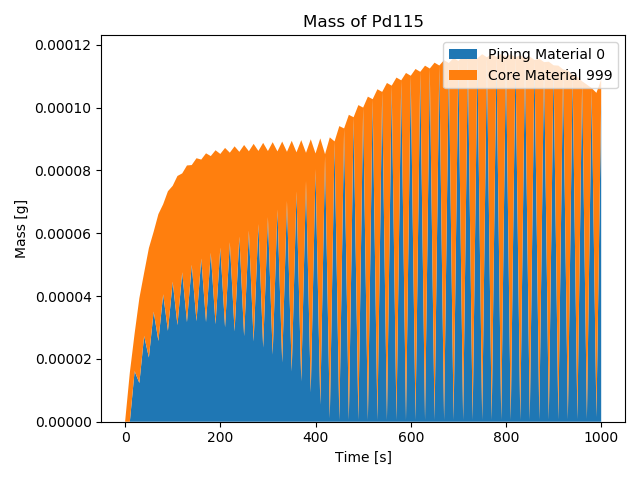 Mass of Pd115
Piping Material 0
Core Material 999
Mass [g]
0.00012
0.00010
0.00008
0.00006
0.00004
0.00002
0.00000
0 200 400 600 800 1000
Time [s]